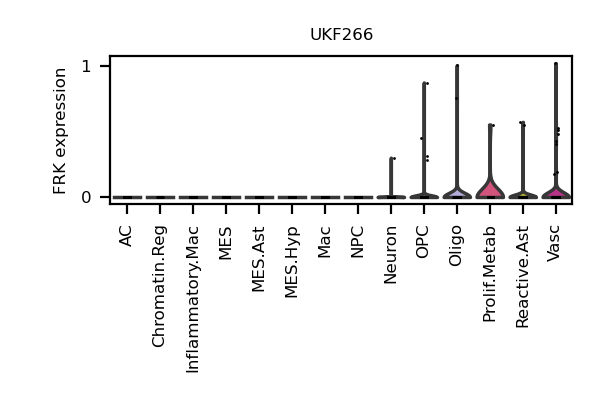 UKF266
FRK expression
1
0
AC
Chromatin.Reg
Inflammatory.Mac
MES
MES.Ast
MES.Hyp
Mac
NPC
Neuron
OPC
Oligo
Prolif.Metab
Reactive.Ast
Vasc